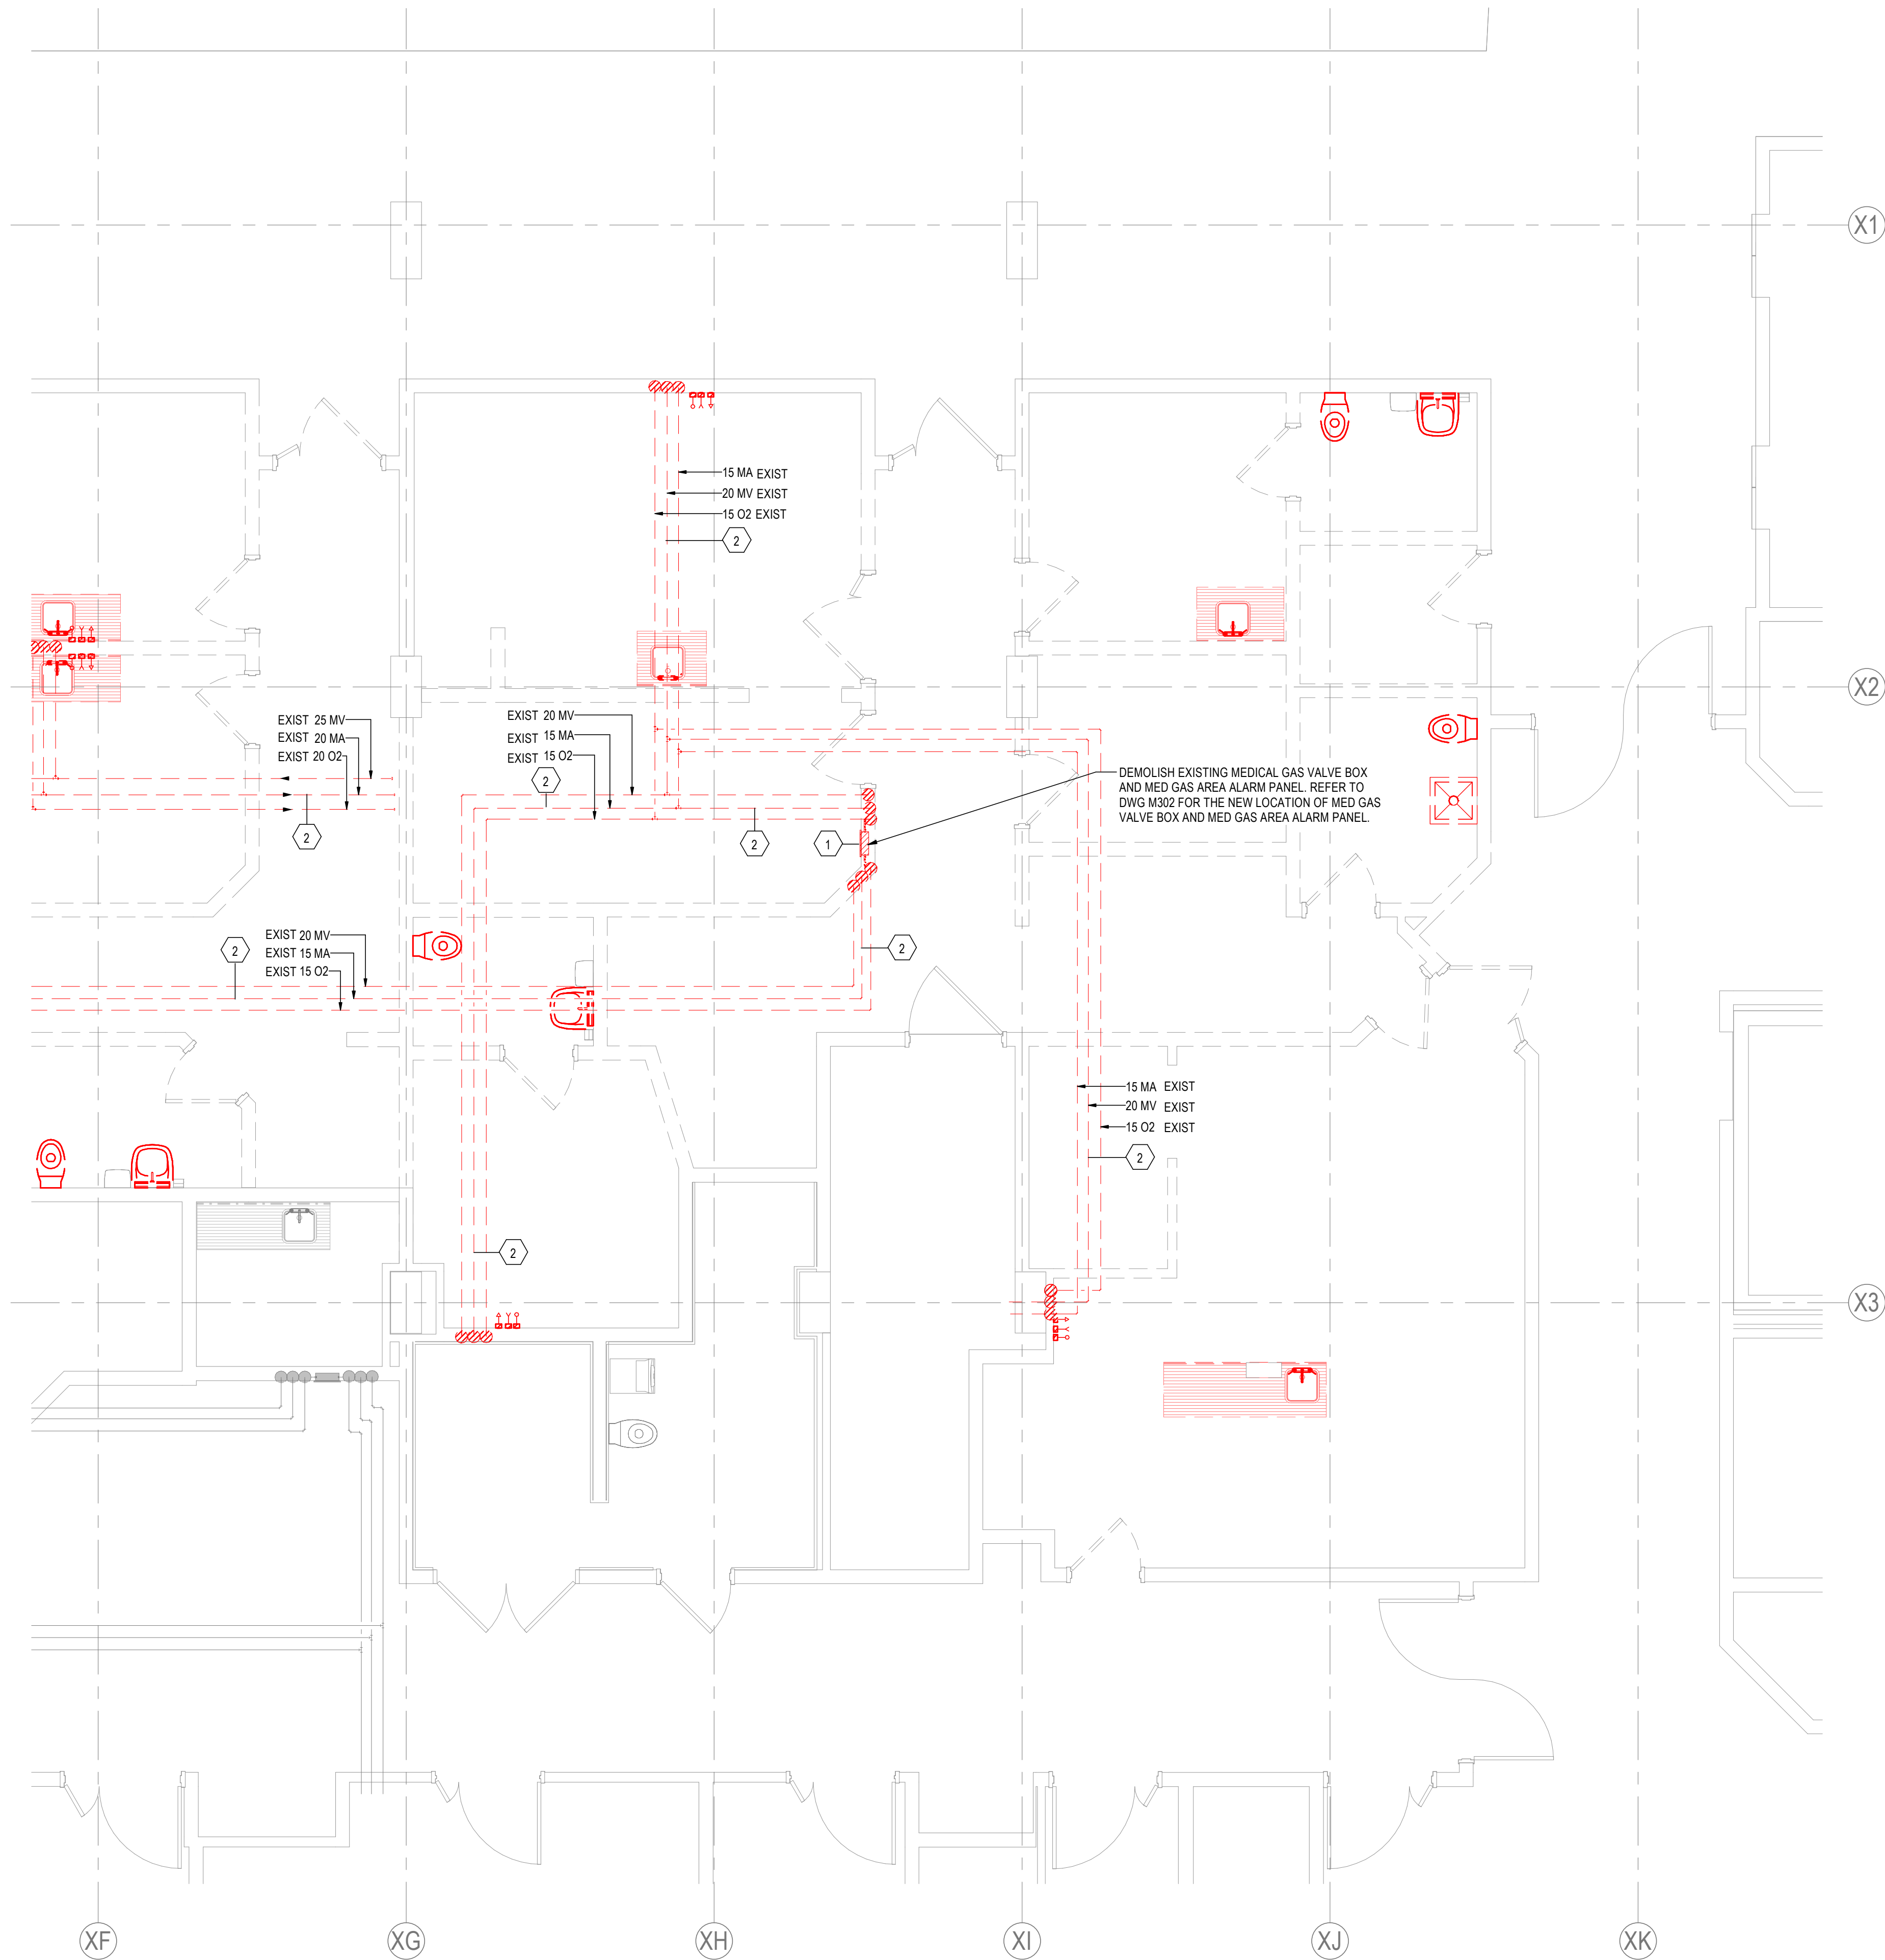 X1
15 MA EXIST
20 MV EXIST
15 O2 EXIST
2
X2
EXIST 25 MV
EXIST 20 MA
EXIST 20 O2
2
EXIST 20 MV
EXIST 15 MA
EXIST 15 O2
2
2
1
DEMOLISH EXISTING MEDICAL GAS VALVE BOX
AND MED GAS AREA ALARM PANEL. REFER TO
DWG M302 FOR THE NEW LOCATION OF MED GAS
VALVE BOX AND MED GAS AREA ALARM PANEL.
2
EXIST 20 MV
EXIST 15 MA
EXIST 15 O2
2
15 MA EXIST
20 MV EXIST
15 O2 EXIST
2
2
X3
XF
XG
XH
XI
XJ
XK